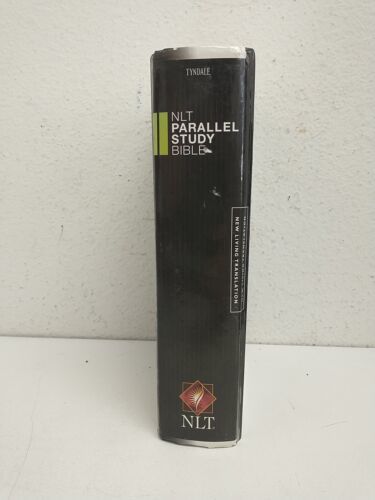 TYNDALE
NLT
PARALLEL
STUDY
BIBLE
NEW LIVING TRANSLATION
NLT